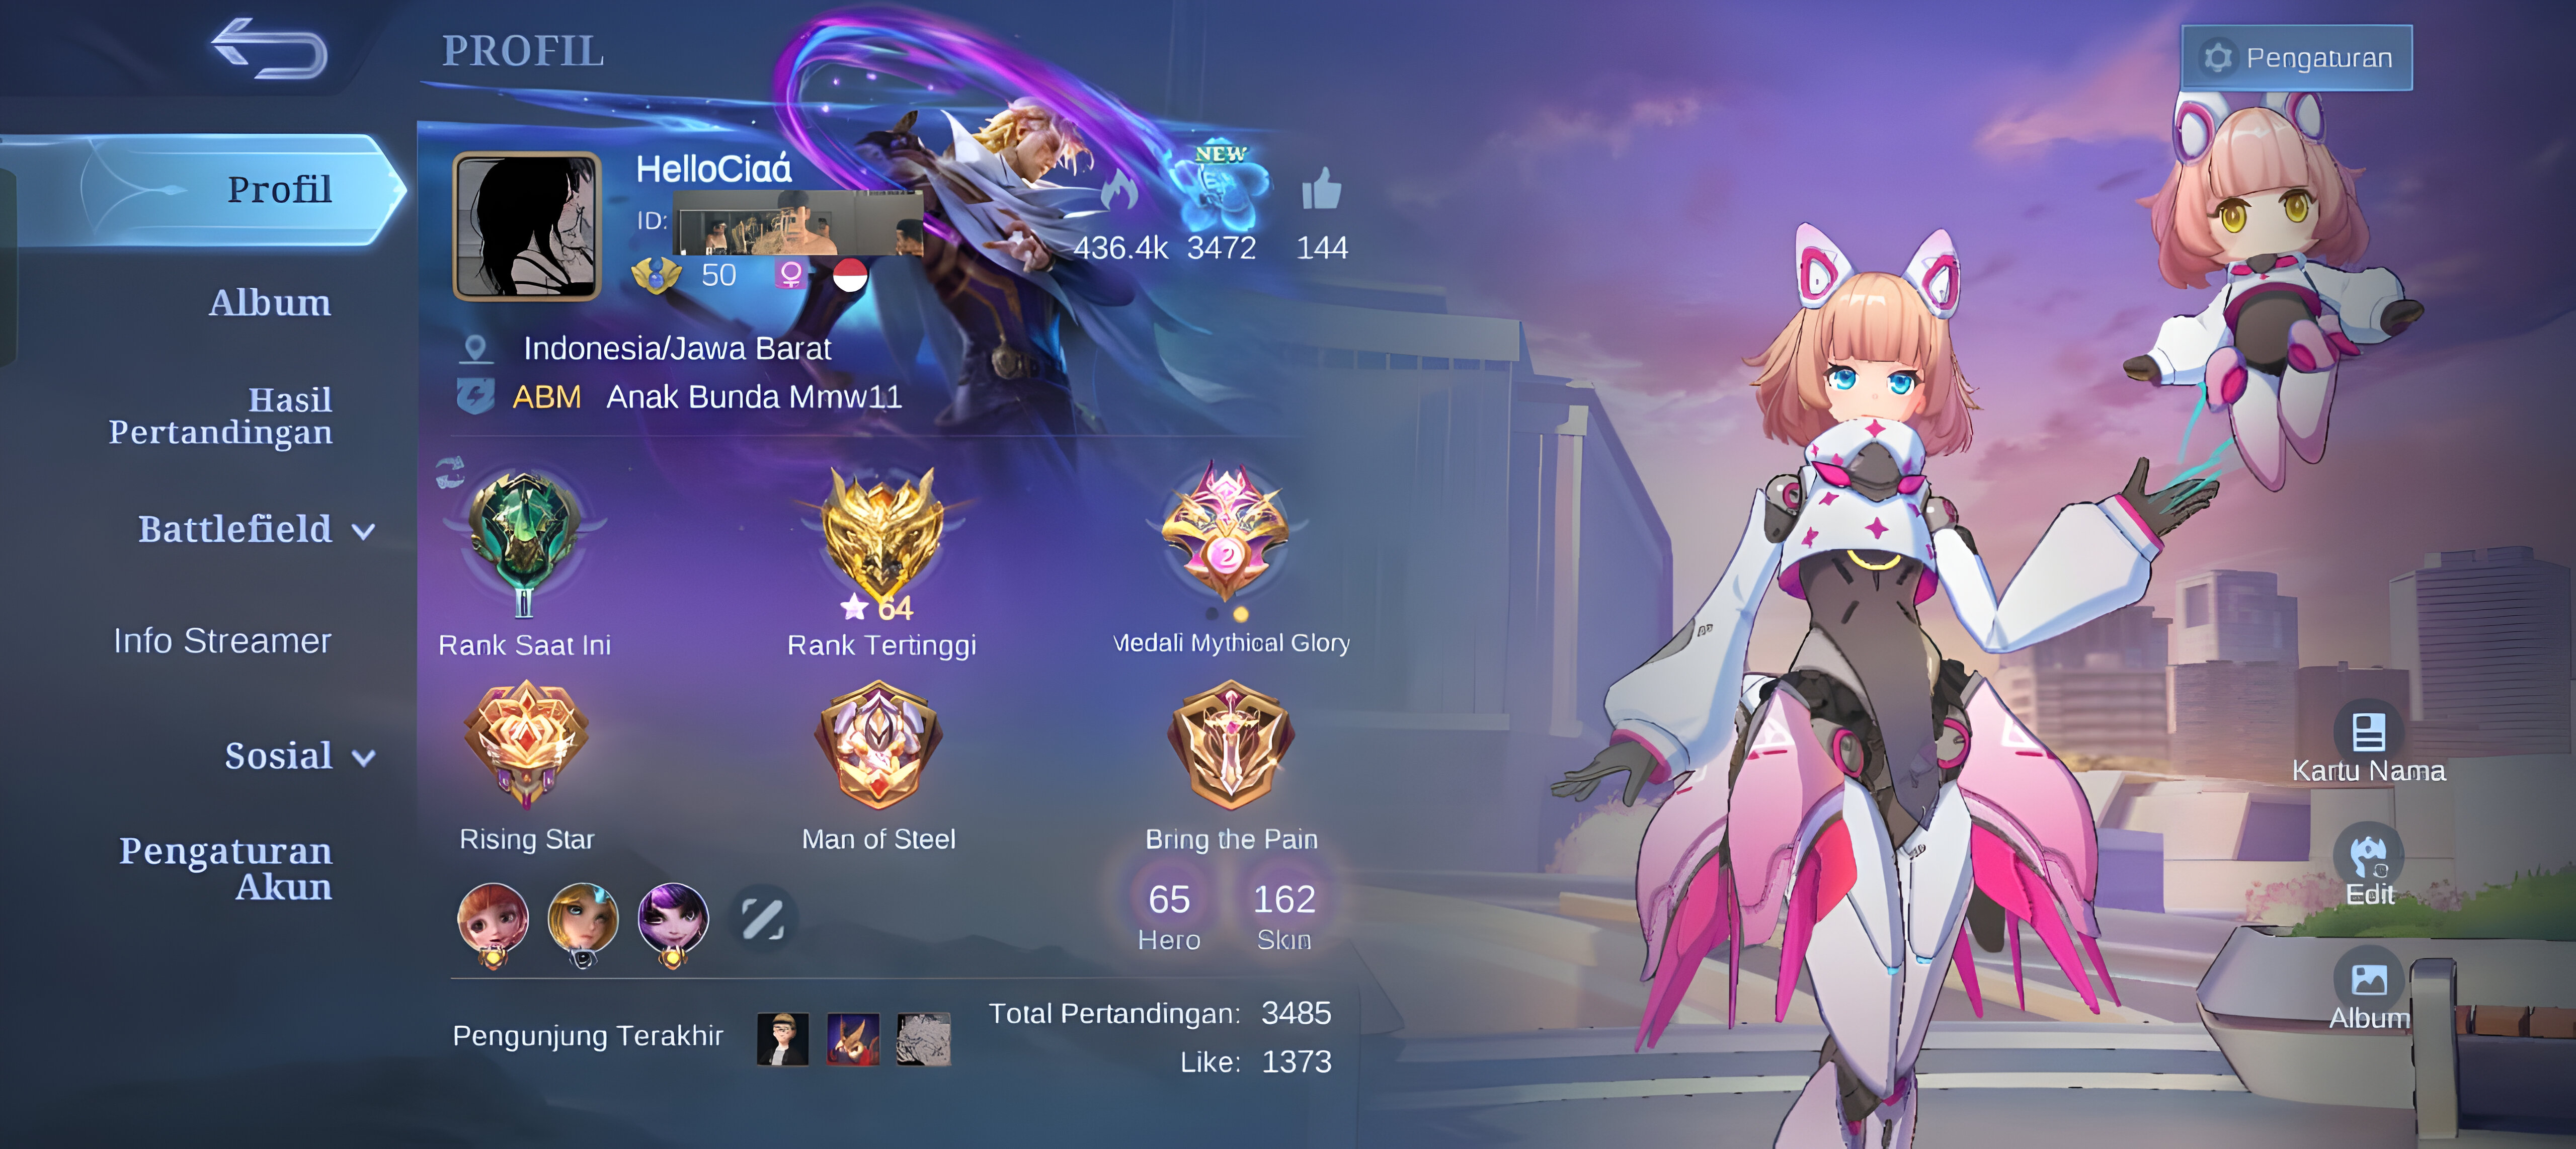 PROFIL
Pengaturan
Profil
Album
Hasil
Pertandingan
Battlefield
Info Streamer
Sosial
Pengaturan
Akun
HelloCiaá
ID:
50
NEW
436.4k 3472 144
Indonesia/Jawa Barat
ABM Anak Bunda Mmw11
2
64
Rank Saat Ini
Rank Tertinggi
Medali Mythical Glory
Rising Star
Man of Steel
Bring the Pain
65
Hero
162
Skin
Pengunjung Terakhir
Total Pertandingan: 3485
Like: 1373
Kartu Nama
Edit
Album